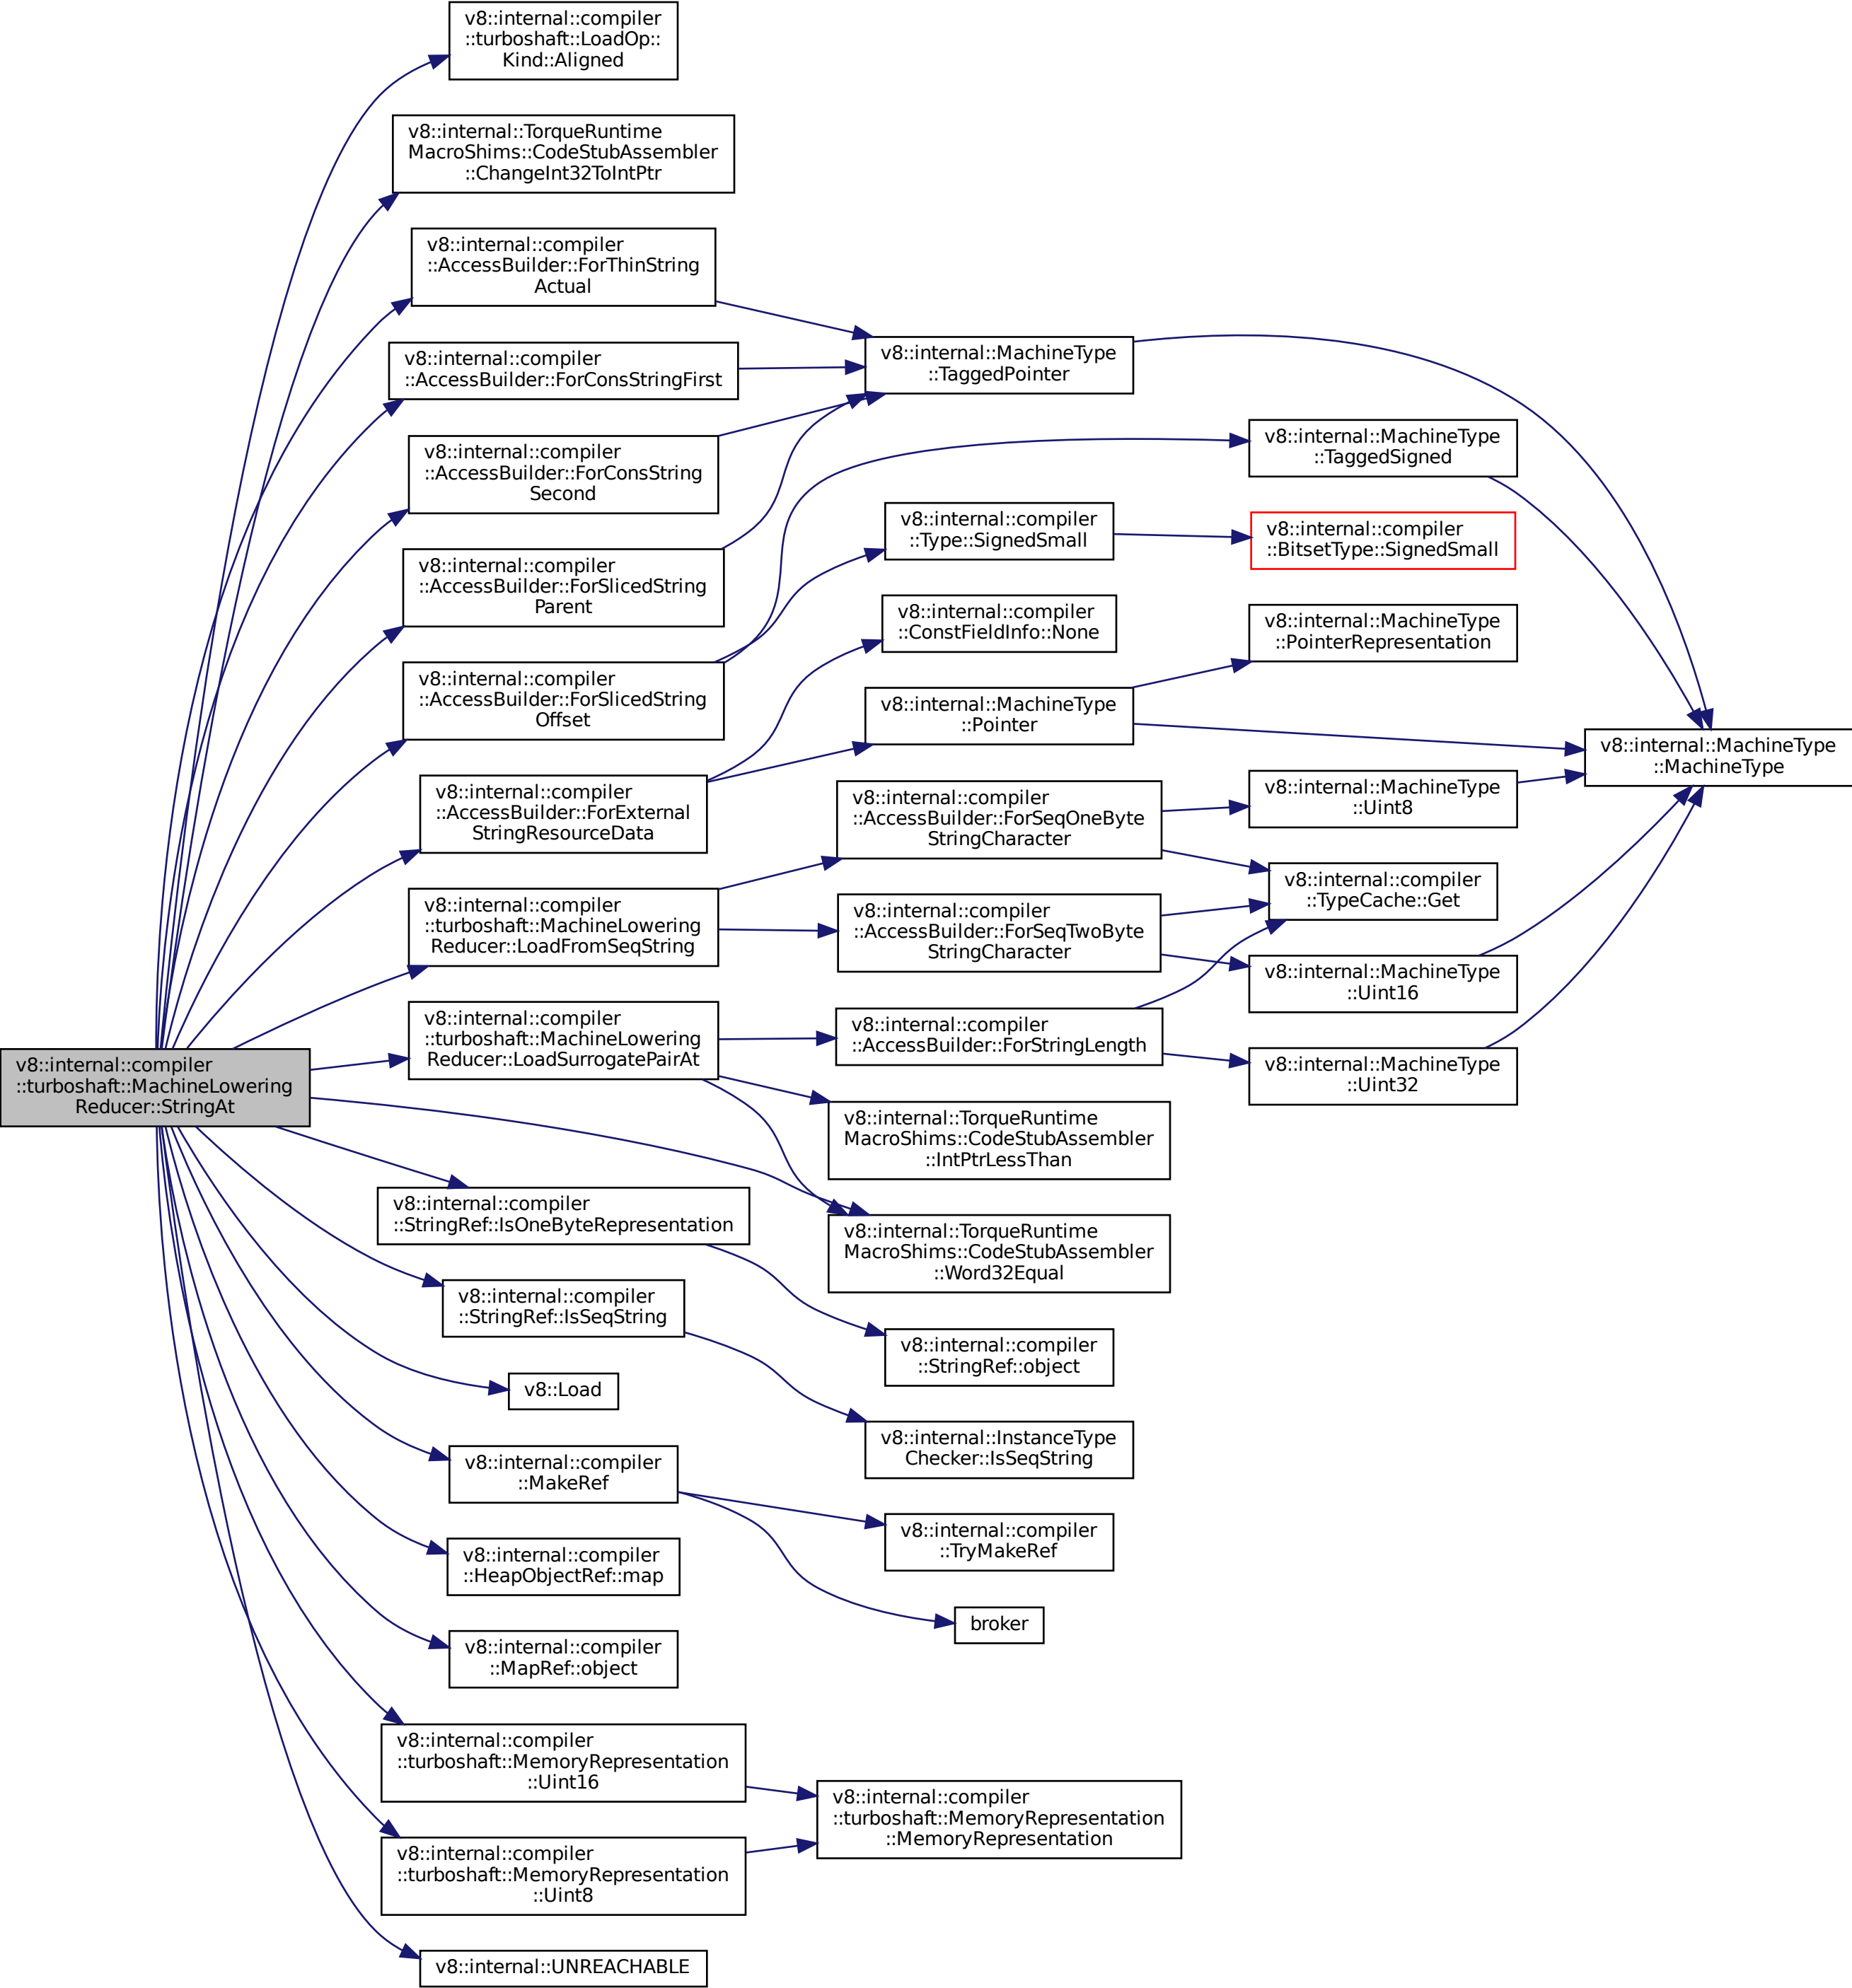 v8::internal::compiler
::turboshaft::LoadOp::
Kind::Aligned
v8::internal::TorqueRuntime
MacroShims::CodeStubAssembler
::ChangeInt32ToIntPtr
v8::internal::compiler
::AccessBuilder::ForThinString
Actual
v8::internal::compiler
::AccessBuilder::ForConsStringFirst
v8::internal::compiler
::AccessBuilder::ForConsString
Second
v8::internal::compiler
::AccessBuilder::ForSlicedString
Parent
v8::internal::compiler
::AccessBuilder::ForSlicedString
Offset
v8::internal::compiler
::AccessBuilder::ForExternal
StringResourceData
v8::internal::compiler
::turboshaft::MachineLowering
Reducer::LoadFromSeqString
v8::internal::compiler
::turboshaft::MachineLowering
Reducer::LoadSurrogatePairAt
v8::internal::compiler
::turboshaft::MachineLowering
Reducer::StringAt
v8::internal::compiler
::StringRef::IsOneByteRepresentation
v8::internal::compiler
::StringRef::IsSeqString
v8::Load
v8::internal::compiler
::MakeRef
v8::internal::compiler
::HeapObjectRef::map
v8::internal::compiler
::MapRef::object
v8::internal::compiler
::turboshaft::MemoryRepresentation
::Uint16
v8::internal::compiler
::turboshaft::MemoryRepresentation
::Uint8
v8::internal::UNREACHABLE
v8::internal::MachineType
::TaggedPointer
v8::internal::compiler
::Type::SignedSmall
v8::internal::compiler
::ConstFieldInfo::None
v8::internal::MachineType
::Pointer
v8::internal::compiler
::AccessBuilder::ForSeqOneByte
StringCharacter
v8::internal::compiler
::AccessBuilder::ForSeqTwoByte
StringCharacter
v8::internal::compiler
::AccessBuilder::ForStringLength
v8::internal::TorqueRuntime
MacroShims::CodeStubAssembler
::IntPtrLessThan
v8::internal::TorqueRuntime
MacroShims::CodeStubAssembler
::Word32Equal
v8::internal::compiler
::StringRef::object
v8::internal::InstanceType
Checker::IsSeqString
v8::internal::compiler
::TryMakeRef
broker
v8::internal::compiler
::turboshaft::MemoryRepresentation
::MemoryRepresentation
v8::internal::MachineType
::TaggedSigned
v8::internal::compiler
::BitsetType::SignedSmall
v8::internal::MachineType
::PointerRepresentation
v8::internal::MachineType
::Uint8
v8::internal::compiler
::TypeCache::Get
v8::internal::MachineType
::Uint16
v8::internal::MachineType
::Uint32
v8::internal::MachineType
::MachineType